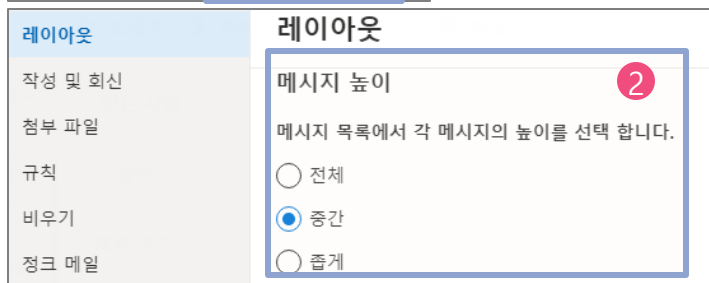 레이아웃
작성 및 회신
첨부 파일
규칙
비우기
정크 메일
레이아웃
메시지 높이
2
메시지 목록에서 각 메시지의 높이를 선택 합니다.
전체
중간
좁게